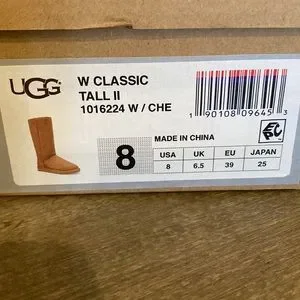 UGG
W CLASSIC
TALL II
1016224 W / CHE
1 90108 09645 3
MADE IN CHINA
8
USA UK EU JAPAN
8 6.5 39 25